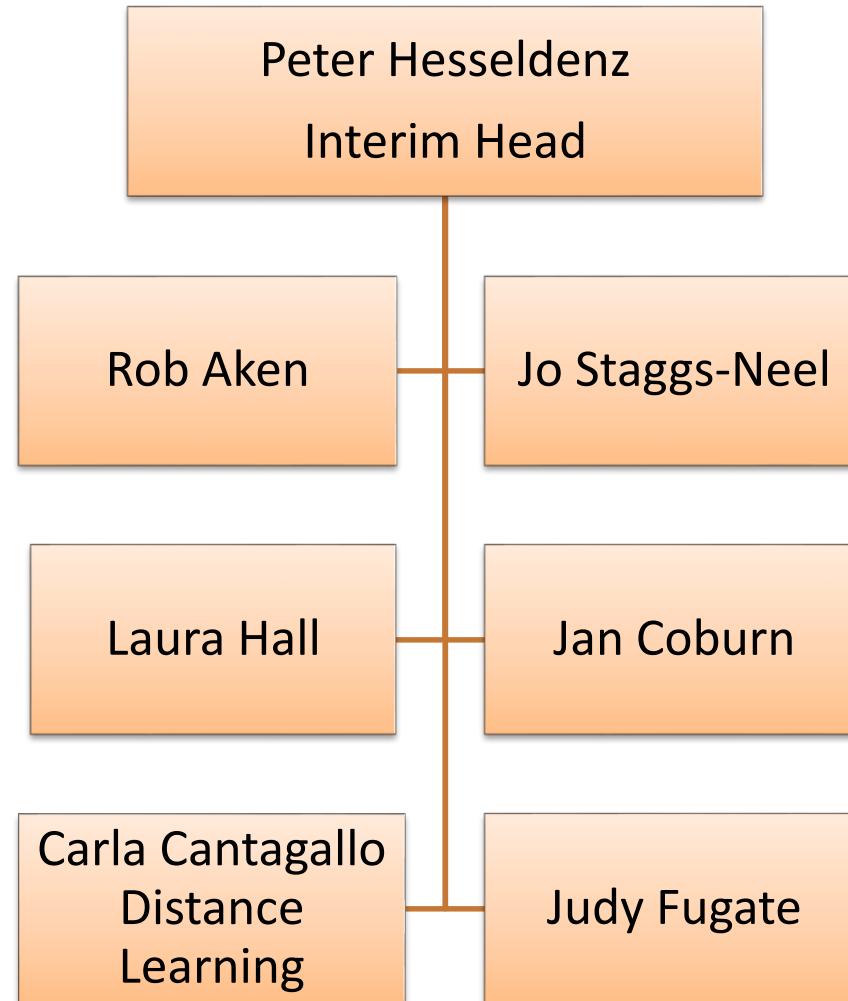 Peter Hesseldenz
Interim Head
Rob Aken
Jo Staggs-Neel
Laura Hall
Jan Coburn
Carla Cantagallo
Distance
Learning
Judy Fugate